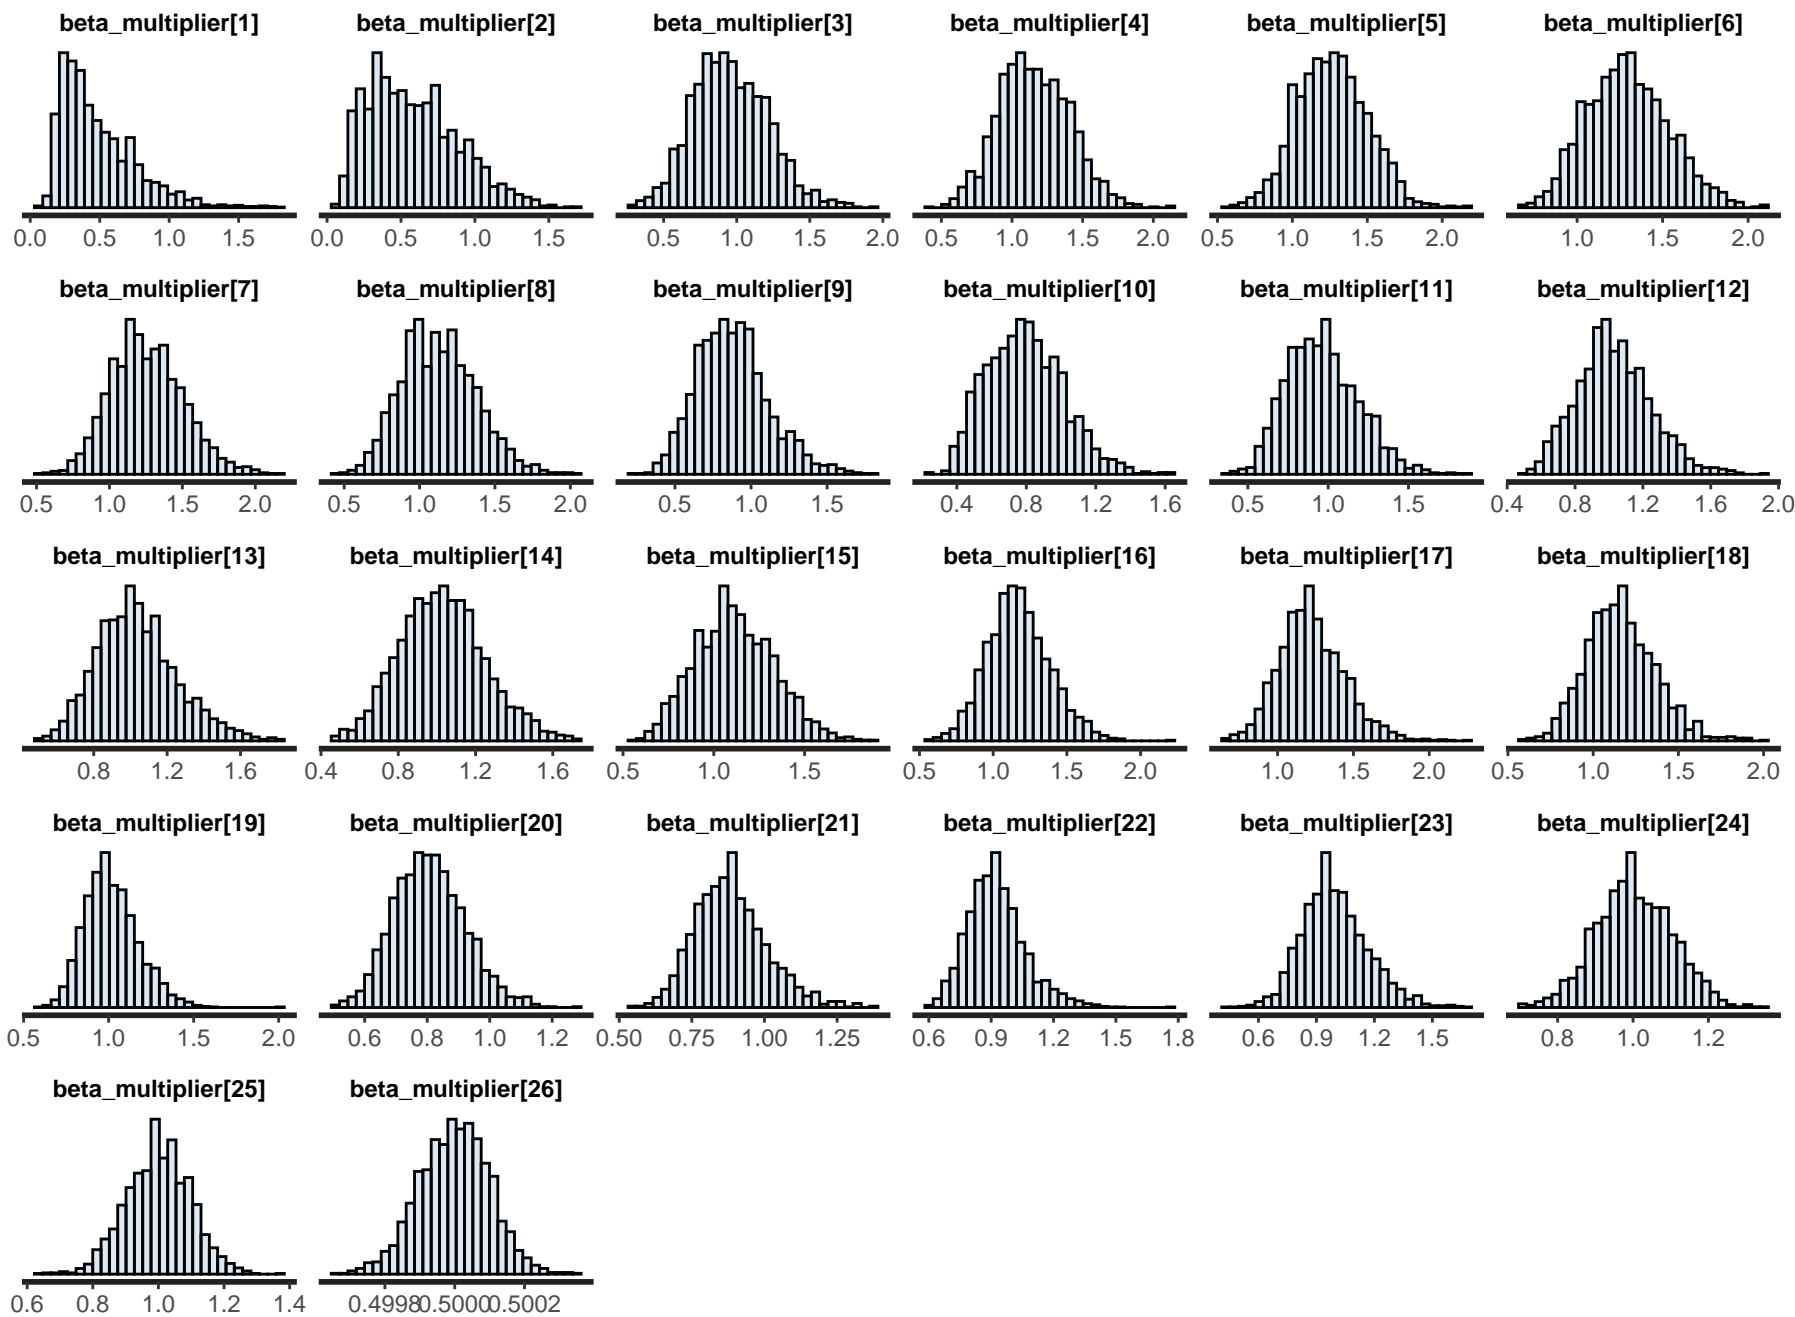 beta_multiplier[1] beta_multiplier[2] beta_multiplier[3] beta_multiplier[4] beta_multiplier[5] beta_multiplier[6]
0.0 0.5 1.0 1.5 0.0 0.5 1.0 1.5 0.5 1.0 1.5 2.0 0.5 1.0 1.5 2.0 0.5 1.0 1.5 2.0 1.0 1.5 2.0
beta_multiplier[7] beta_multiplier[8] beta_multiplier[9] beta_multiplier[10] beta_multiplier[11] beta_multiplier[12]
0.5 1.0 1.5 2.0 0.5 1.0 1.5 2.0 0.5 1.0 1.5 0.4 0.8 1.2 1.6 0.5 1.0 1.5 0.4 0.8 1.2 1.6 2.0
beta_multiplier[13] beta_multiplier[14] beta_multiplier[15] beta_multiplier[16] beta_multiplier[17] beta_multiplier[18]
0.8 1.2 1.6 0.4 0.8 1.2 1.6 0.5 1.0 1.5 0.5 1.0 1.5 2.0 1.0 1.5 2.0 0.5 1.0 1.5 2.0
beta_multiplier[19] beta_multiplier[20] beta_multiplier[21] beta_multiplier[22] beta_multiplier[23] beta_multiplier[24]
0.5 1.0 1.5 2.0 0.6 0.8 1.0 1.2 0.50 0.75 1.00 1.25 0.6 0.9 1.2 1.5 1.8 0.6 0.9 1.2 1.5 0.8 1.0 1.2
beta_multiplier[25] beta_multiplier[26]
0.6 0.8 1.0 1.2 1.4 0.4998 0.5000 0.5002